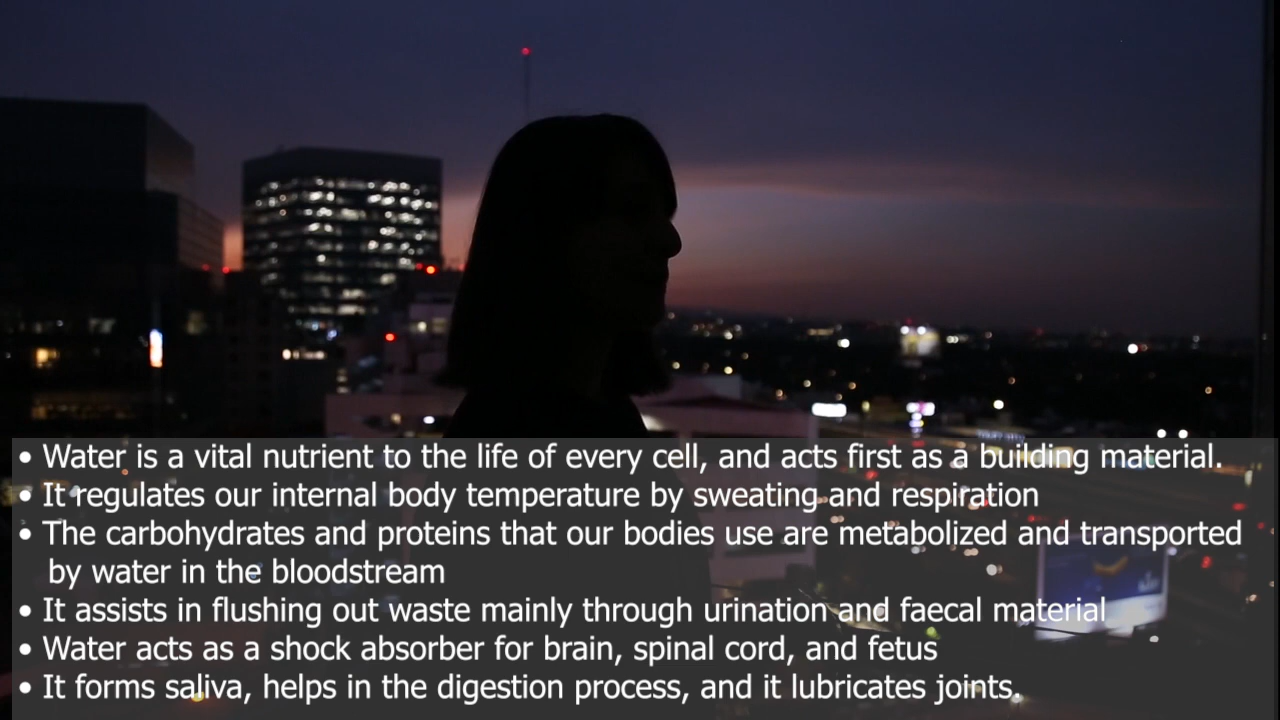 • Water is a vital nutrient to the life of every cell, and acts first as a building material.
• It regulates our internal body temperature by sweating and respiration
• The carbohydrates and proteins that our bodies use are metabolized and transported
by water in the bloodstream
• It assists in flushing out waste mainly through urination and faecal material
• Water acts as a shock absorber for brain, spinal cord, and fetus
• It forms saliva, helps in the digestion process, and it lubricates joints.